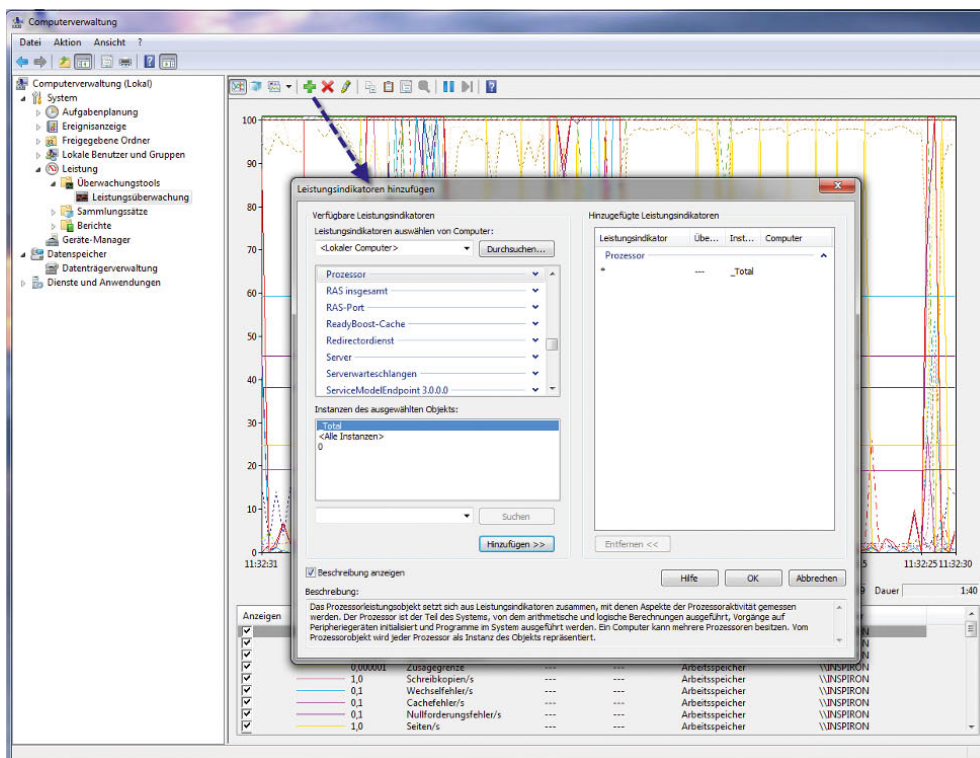 Computerverwaltung
Datei Aktion Ansicht ?
Computerverwaltung (Lokal)
System
Aufgabenplanung
Ereignisanzeige
Freigegebene Ordner
Lokale Benutzer und Gruppen
Leistung
Überwachungstools
Leistungsüberwachung
Sammlungssätze
Berichte
Geräte-Manager
Datenspeicher
Datenträgerverwaltung
Dienste und Anwendungen
100
90
80
70
60
50
40
30
20
10
0
11:32:31
11:32:25 11:32:30
Dauer 1:40
Leistungsindikatoren hinzufügen
Verfügbare Leistungsindikatoren
Leistungsindikatoren auswählen von Computer:
<Lokaler Computer>
Durchsuchen...
Prozessor
RAS insgesamt
RAS-Port
ReadyBoost-Cache
Redirectordienst
Server
Serverwarteschlangen
ServiceModelEndpoint 3.0.0.0
Instanzen des ausgewählten Objekts:
_Total
<Alle Instanzen>
0
Suchen
Hinzufügen >>
Hinzugefügte Leistungsindikatoren
Leistungsindikator Übe... Inst... Computer
Prozessor
* --- _Total
Entfernen <<
Beschreibung anzeigen
Hilfe OK Abbrechen
Beschreibung:
Das Prozessorleistungsobjekt setzt sich aus Leistungsindikatoren zusammen, mit denen Aspekte der Prozessoraktivität gemessen
werden. Der Prozessor ist der Teil des Systems, von dem arithmetische und logische Berechnungen ausgeführt, Vorgänge auf
Peripheriegeräten initialisiert und Programme im System ausgeführt werden. Ein Computer kann mehrere Prozessoren besitzen. Vom
Prozessorobjekt wird jeder Prozessor als Instanz des Objekts repräsentiert.
Anzeigen
0,000001 Zusagegrenze --- --- Arbeitsspeicher \\INSPIRON
1,0 Schreibkopien/s --- --- Arbeitsspeicher \\INSPIRON
0,1 Wechselfehler/s --- --- Arbeitsspeicher \\INSPIRON
0,1 Cachefehler/s --- --- Arbeitsspeicher \\INSPIRON
0,1 Nullforderungsfehler/s --- --- Arbeitsspeicher \\INSPIRON
1,0 Seiten/s --- --- Arbeitsspeicher \\INSPIRON